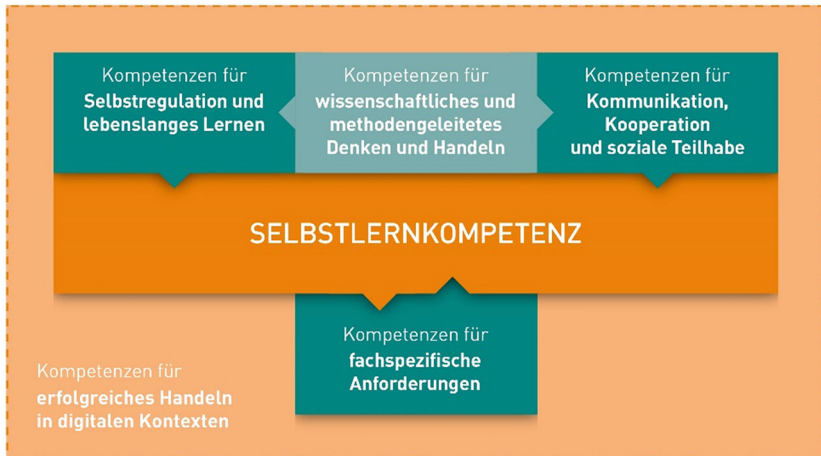 Kompetenzen für
Selbstregulation und
lebenslanges Lernen
Kompetenzen für
wissenschaftliches und
methodengeleitetes
Denken und Handeln
Kompetenzen für
Kommunikation,
Kooperation
und soziale Teilhabe
SELBSTLERNKOMPETENZ
Kompetenzen für
fachspezifische
Anforderungen
Kompetenzen für
erfolgreiches Handeln
in digitalen Kontexten